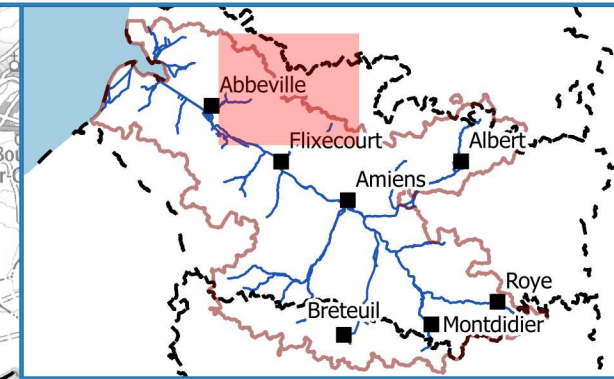 Abbeville
Flixecourt
Albert
Amiens
Roye
Breteuil
Montdidier